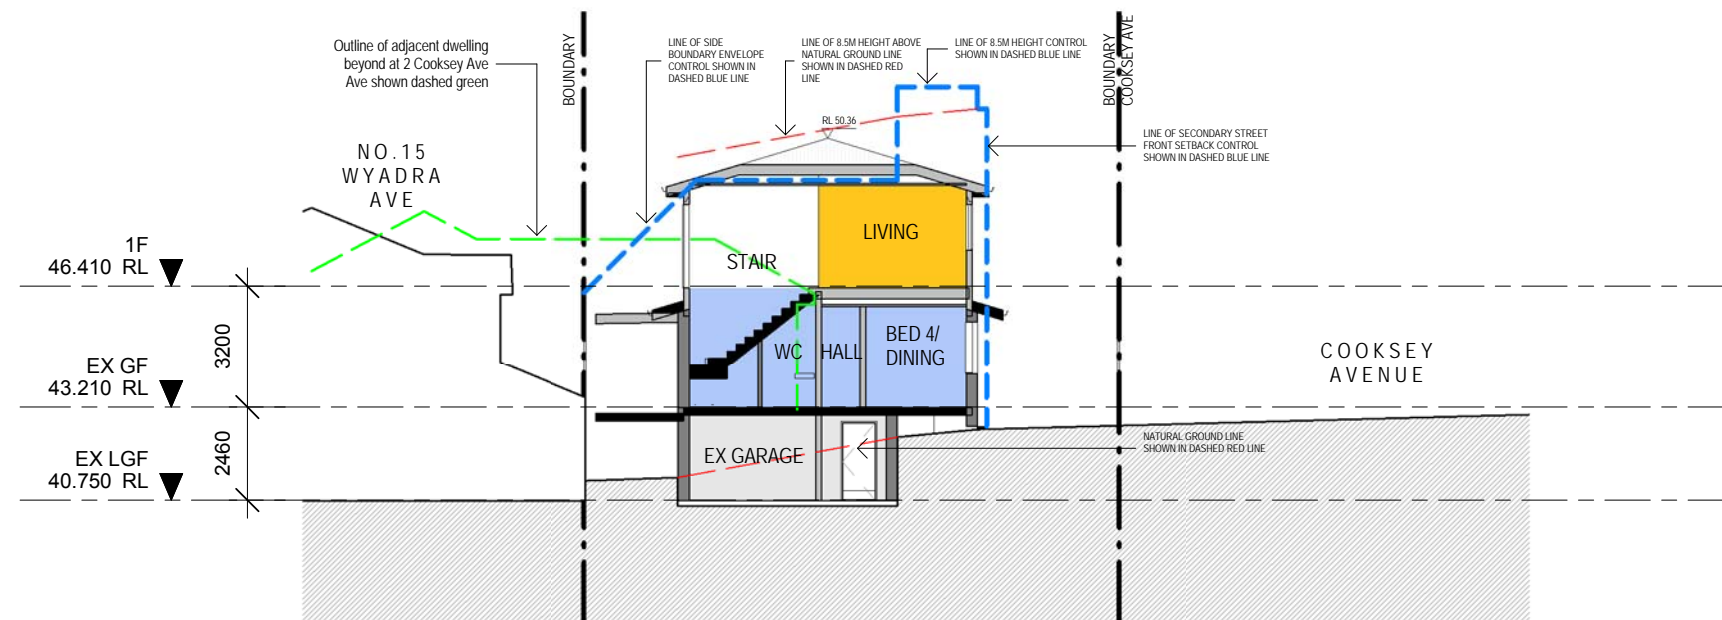 Outline of adjacent dwelling
beyond at 2 Cooksey Ave
Ave shown dashed green
BOUNDARY
LINE OF SIDE
BOUNDARY ENVELOPE
CONTROL SHOWN IN
DASHED BLUE LINE
LINE OF 8.5M HEIGHT ABOVE
NATURAL GROUND LINE
SHOWN IN DASHED RED
LINE
LINE OF 8.5M HEIGHT CONTROL
SHOWN IN DASHED BLUE LINE
BOUNDARY
COOKSEY AVE
RL 50.36
LINE OF SECONDARY STREET
FRONT SETBACK CONTROL
SHOWN IN DASHED BLUE LINE
NO.15
WYADRA
AVE
1F
46.410 RL
LIVING
STAIR
3200
EX GF
43.210 RL
WC
HALL
BED 4/
DINING
COOKSEY
AVENUE
2460
EX LGF
40.750 RL
EX GARAGE
NATURAL GROUND LINE
SHOWN IN DASHED RED LINE